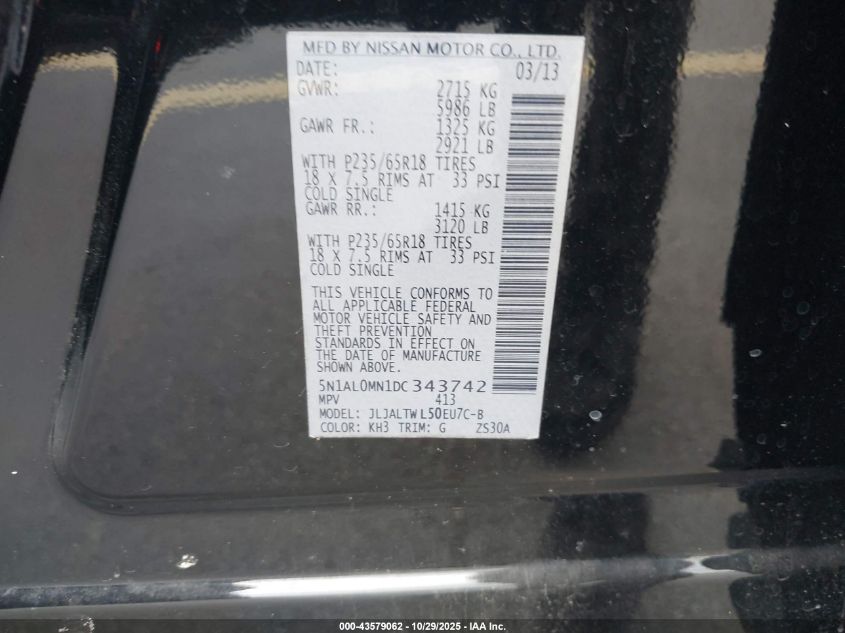 MFD BY NISSAN MOTOR CO., LTD.
DATE: 03/13
GVWR: 2715 KG
5986 LB
GAWR FR.: 1325 KG
2921 LB
WITH P235/65R18 TIRES
18 X 7.5 RIMS AT 33 PSI
COLD SINGLE
GAWR RR.: 1415 KG
3120 LB
WITH P235/65R18 TIRES
18 X 7.5 RIMS AT 33 PSI
COLD SINGLE
THIS VEHICLE CONFORMS TO
ALL APPLICABLE FEDERAL
MOTOR VEHICLE SAFETY AND
THEFT PREVENTION
STANDARDS IN EFFECT ON
THE DATE OF MANUFACTURE
SHOWN ABOVE.
5N1AL0MN1DC343742
MPV 413
MODEL: JLJALTWL50EU7C-B
COLOR: KH3 TRIM: G ZS30A
000-43579062 - 10/29/2025 - IAA Inc.